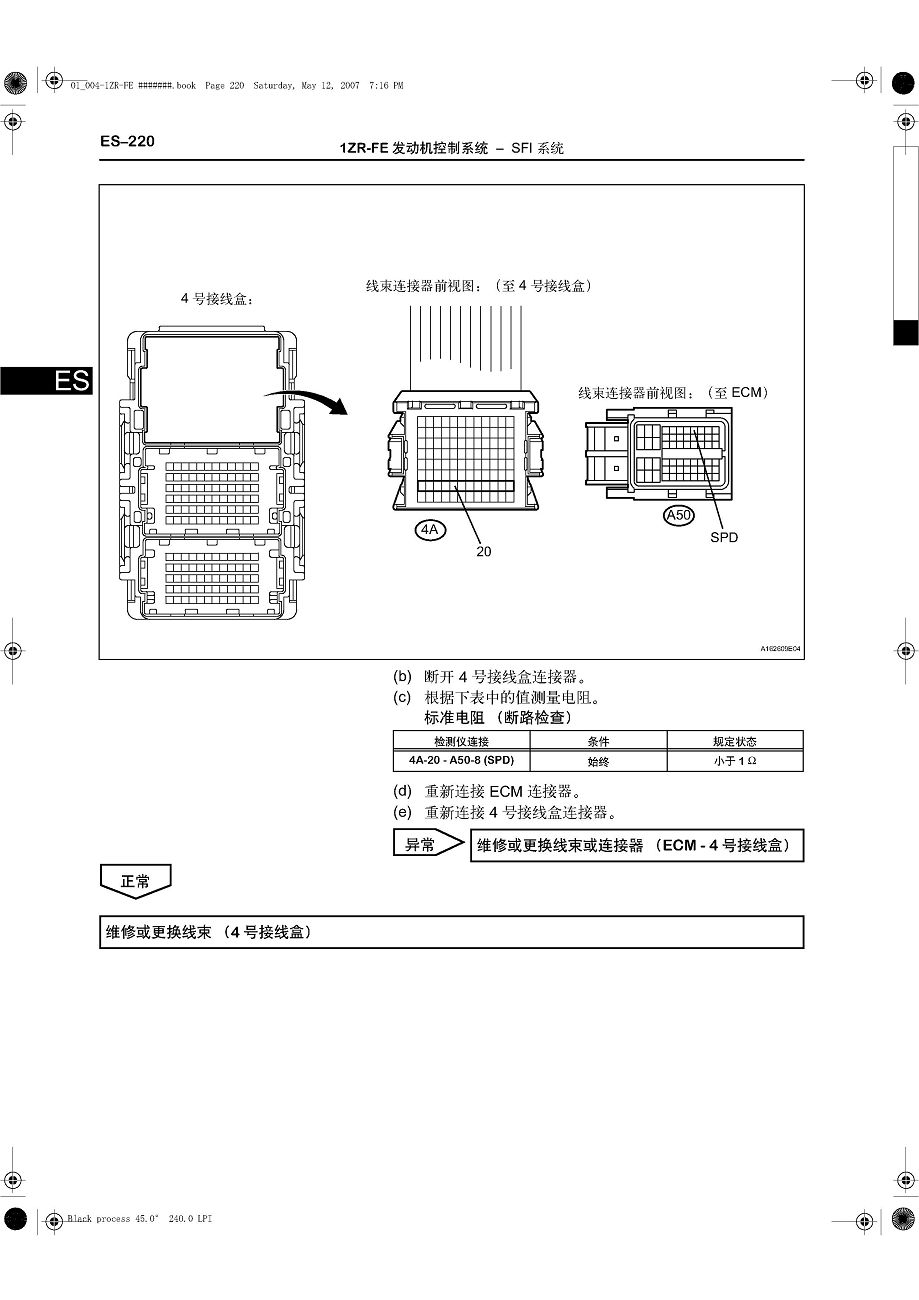 01_004-1ZR-FE #######.book Page 220 Saturday, May 12, 2007 7:16 PM
ES–220
1ZR-FE 发动机控制系统 – SFI 系统
4 号接线盒：
线束连接器前视图：（至 4 号接线盒）
线束连接器前视图：（至 ECM）
ES
4A
20
A50
SPD
A162609E04
(b) 断开 4 号接线盒连接器。
(c) 根据下表中的值测量电阻。
标准电阻 （断路检查）
检测仪连接 条件 规定状态
4A-20 - A50-8 (SPD) 始终 小于 1 Ω
(d) 重新连接 ECM 连接器。
(e) 重新连接 4 号接线盒连接器。
异常 维修或更换线束或连接器 （ECM - 4 号接线盒）
正常
维修或更换线束 （4 号接线盒）
Black process 45.0° 240.0 LPI